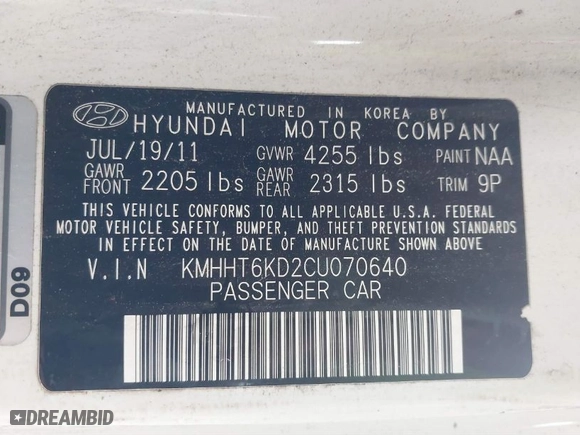 MANUFACTURED IN KOREA BY
HYUNDAI MOTOR COMPANY
JUL/19/11 GVWR 4255 lbs PAINT NAA
GAWR FRONT 2205 lbs GAWR REAR 2315 lbs TRIM 9P
THIS VEHICLE CONFORMS TO ALL APPLICABLE U.S.A. FEDERAL
MOTOR VEHICLE SAFETY, BUMPER, AND THEFT PREVENTION STANDARDS
IN EFFECT ON THE DATE OF MANUFACTURE SHOWN ABOVE.
V.I.N KMHHT6KD2CU070640
PASSENGER CAR
D09
DREAMBID